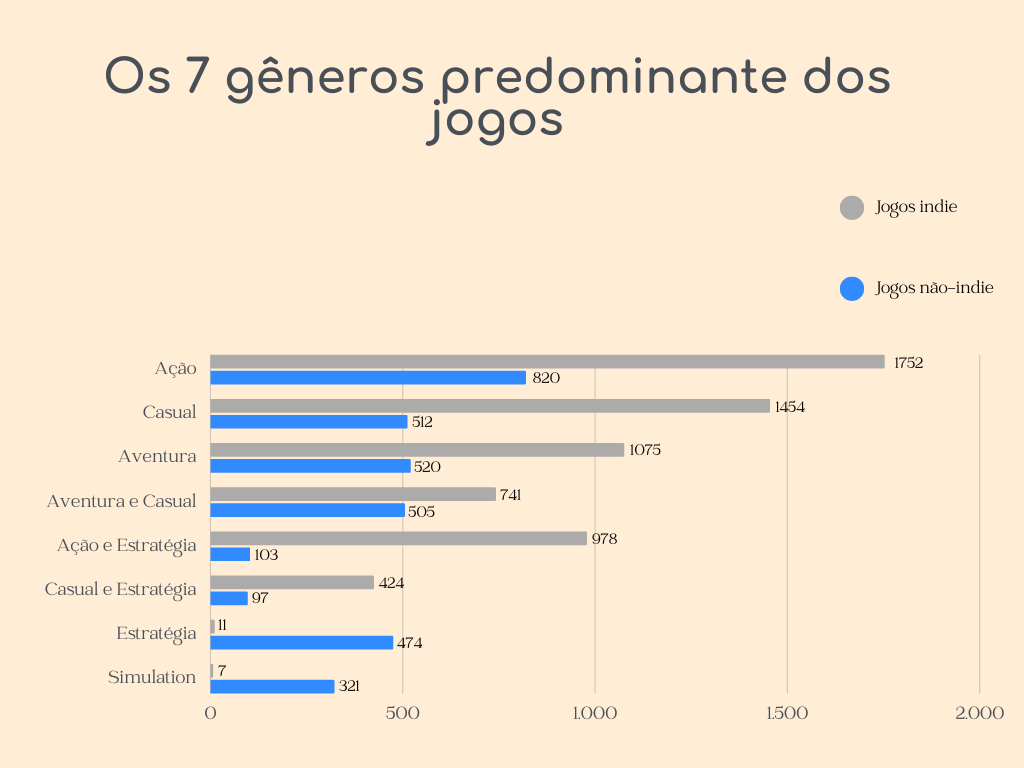 Os 7 gêneros predominante dos
jogos
Jogos indie
Jogos não-indie
Ação
1752
820
Casual
1454
512
Aventura
1075
520
Aventura e Casual
741
505
Ação e Estratégia
978
103
Casual e Estratégia
424
97
Estratégia
11
474
Simulation
7
321
0 500 1.000 1.500 2.000